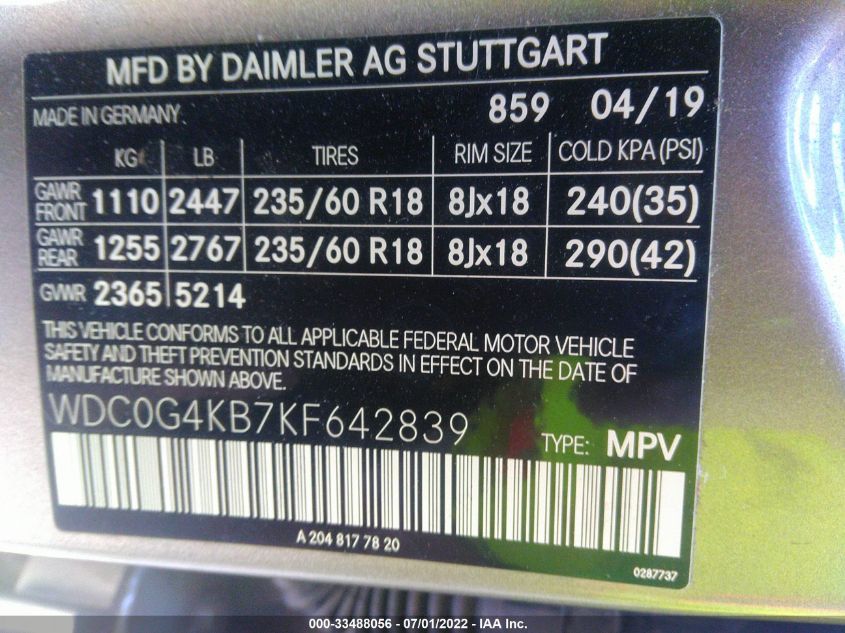 MFD BY DAIMLER AG STUTTGART
MADE IN GERMANY. 859 04/19
KG LB TIRES RIM SIZE COLD KPA (PSI)
GAWR FRONT 1110 2447 235/60 R18 8Jx18 240(35)
GAWR REAR 1255 2767 235/60 R18 8Jx18 290(42)
GVWR 2365 5214
THIS VEHICLE CONFORMS TO ALL APPLICABLE FEDERAL MOTOR VEHICLE
SAFETY AND THEFT PREVENTION STANDARDS IN EFFECT ON THE DATE OF
MANUFACTURE SHOWN ABOVE.
WDC0G4KB7KF642839
TYPE: MPV
A 204 817 78 20
0287737
000-33488056 - 07/01/2022 - IAA Inc.